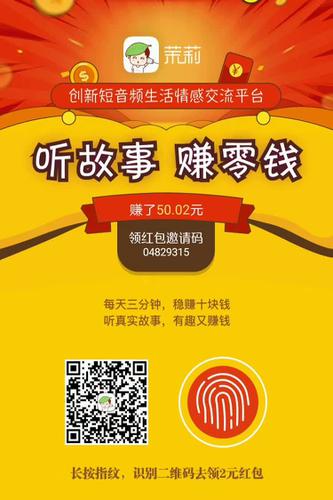 茉莉
创新短音频生活情感交流平台
听故事 赚零钱
赚了50.02元
领红包邀请码
04829315
每天三分钟，稳赚十块钱
听真实故事，有趣又赚钱
长按指纹，识别二维码去领2元红包